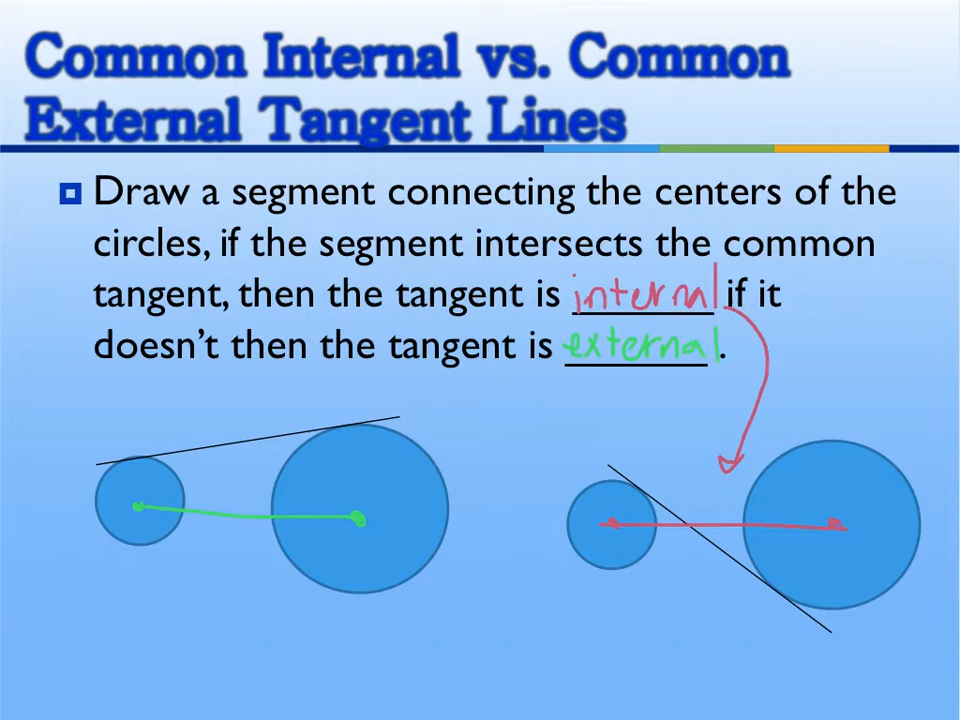 Common Internal vs. Common
External Tangent Lines
Draw a segment connecting the centers of the
circles, if the segment intersects the common
tangent, then the tangent is internal if it
doesn't then the tangent is external.